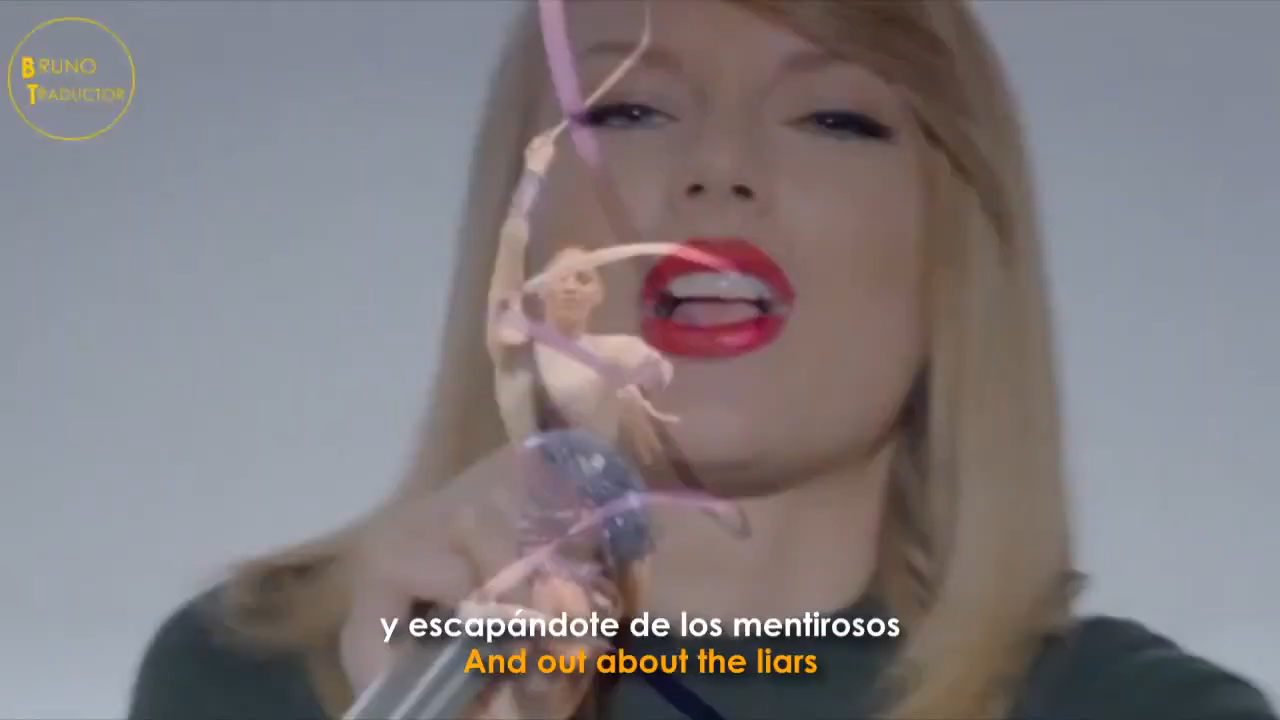 BRUNO
TRADUCTOR
y escapándote de los mentirosos
And out about the liars